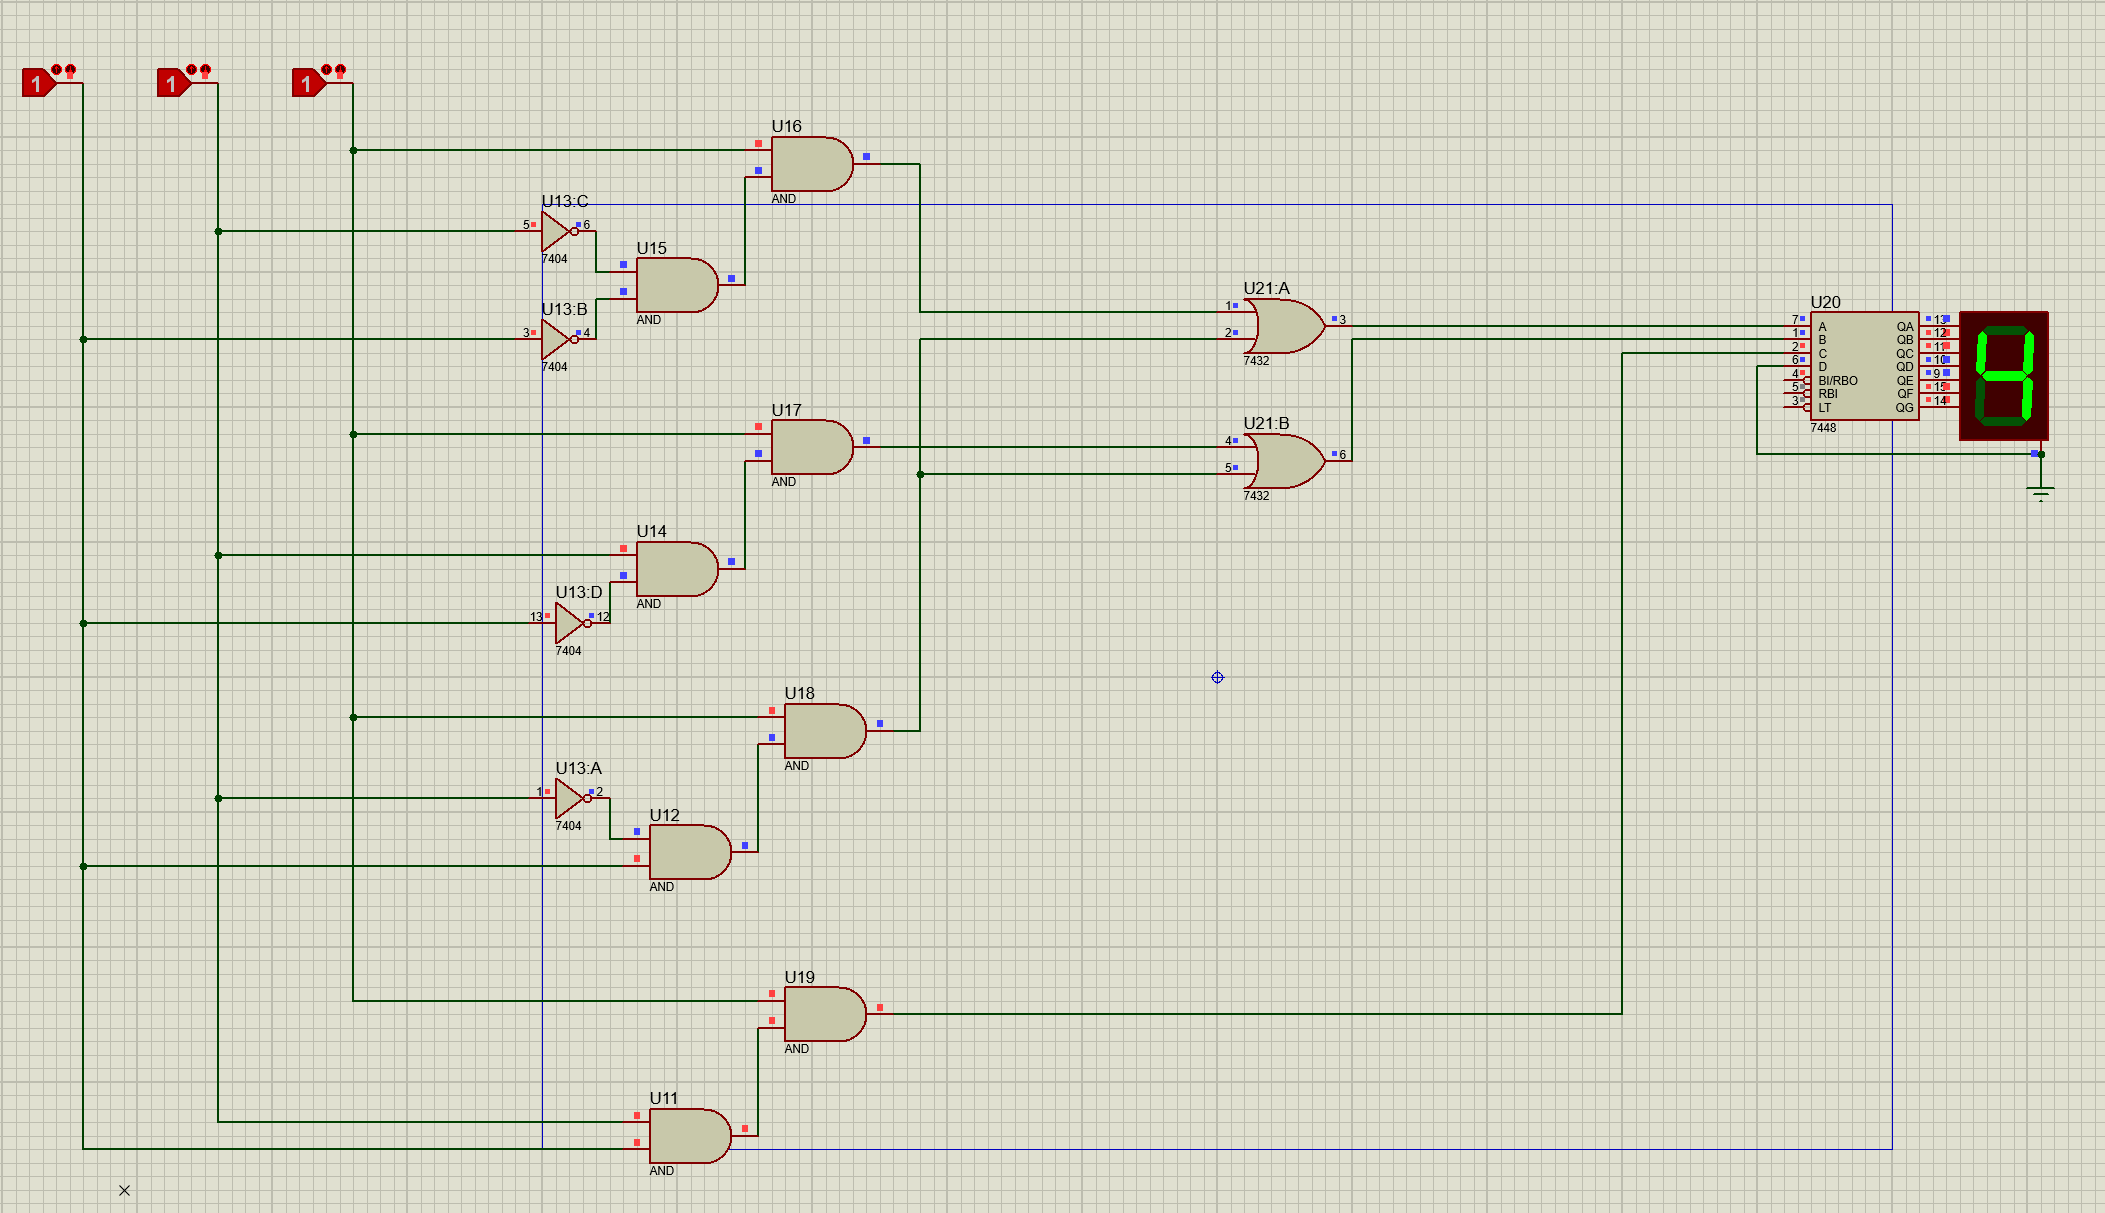 1 1 1
U16
AND
U13:C
5 6
7404
U15
AND
U13:B
3 4
7404
U21:A
1
2
3
7432
U20
7 A QA 13
1 B QB 12
2 C QC 11
6 D QD 10
4 BI/RBO QE 9
5 RBI QF 15
3 LT QG 14
7448
4
U17
AND
U21:B
4
5
6
7432
U14
AND
U13:D
13 12
7404
U18
AND
U13:A
1 2
7404
U12
AND
U19
AND
U11
AND